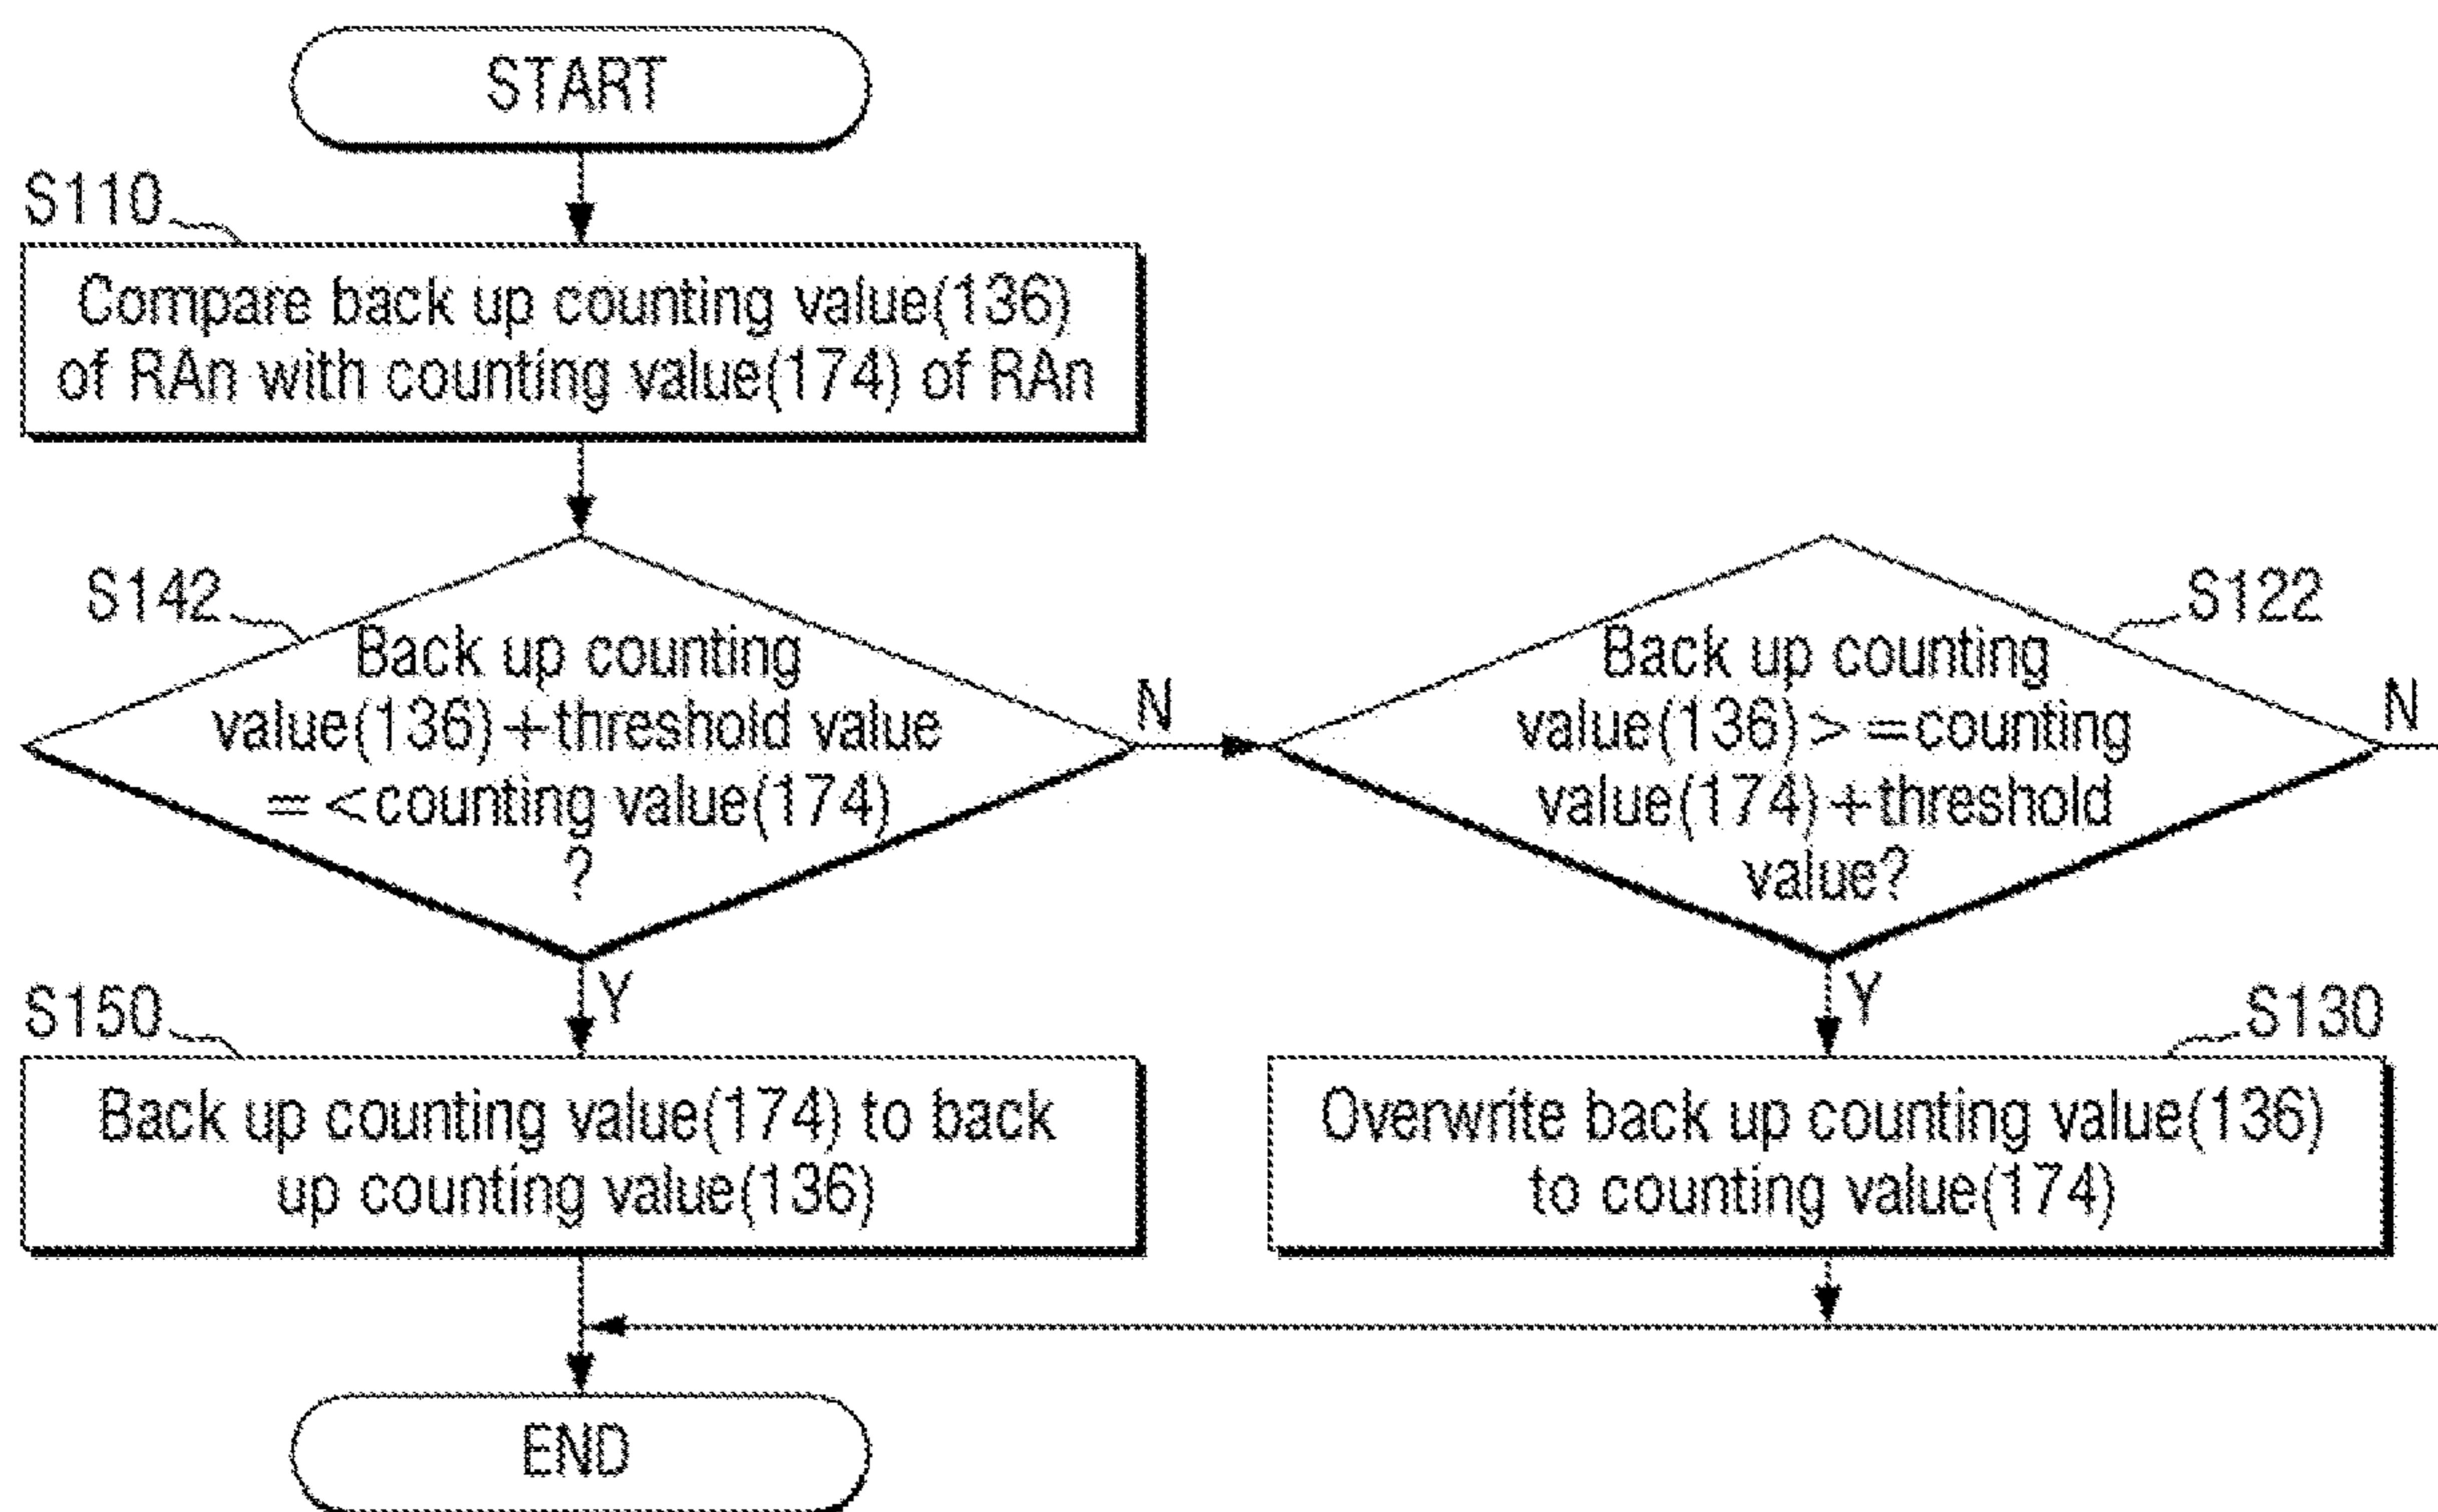 START
S110
Compare back up counting value(136)
of RAn with counting value(174) of RAn
S142
Back up counting
value(136)+threshold value
=<counting value(174)
?
N
Y
S122
Back up counting
value(136)>=counting
value(174)+threshold
value?
N
Y
S150
Back up counting value(174) to back
up counting value(136)
S130
Overwrite back up counting value(136)
to counting value(174)
END